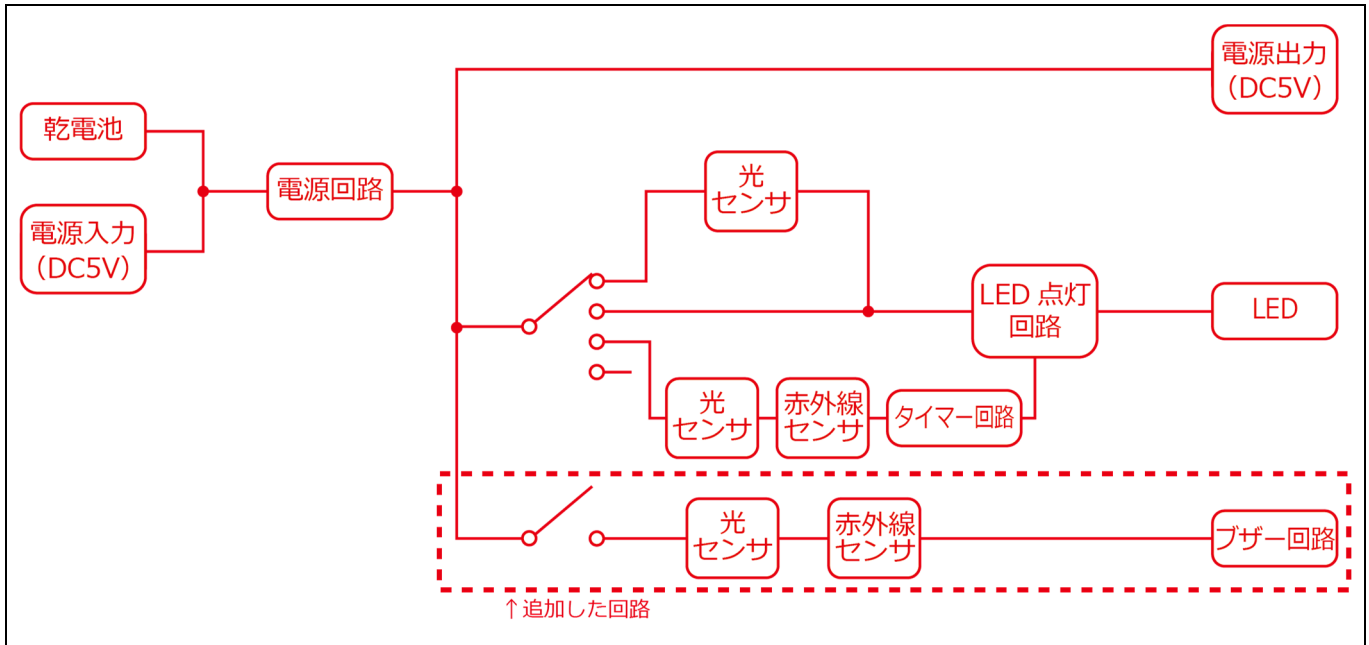 電源出力
（DC5V）
乾電池
電源回路
電源入力
（DC5V）
光
センサ
LED 点灯
回路
LED
光
センサ
赤外線
センサ
タイマー回路
光
センサ
赤外線
センサ
ブザー回路
↑追加した回路